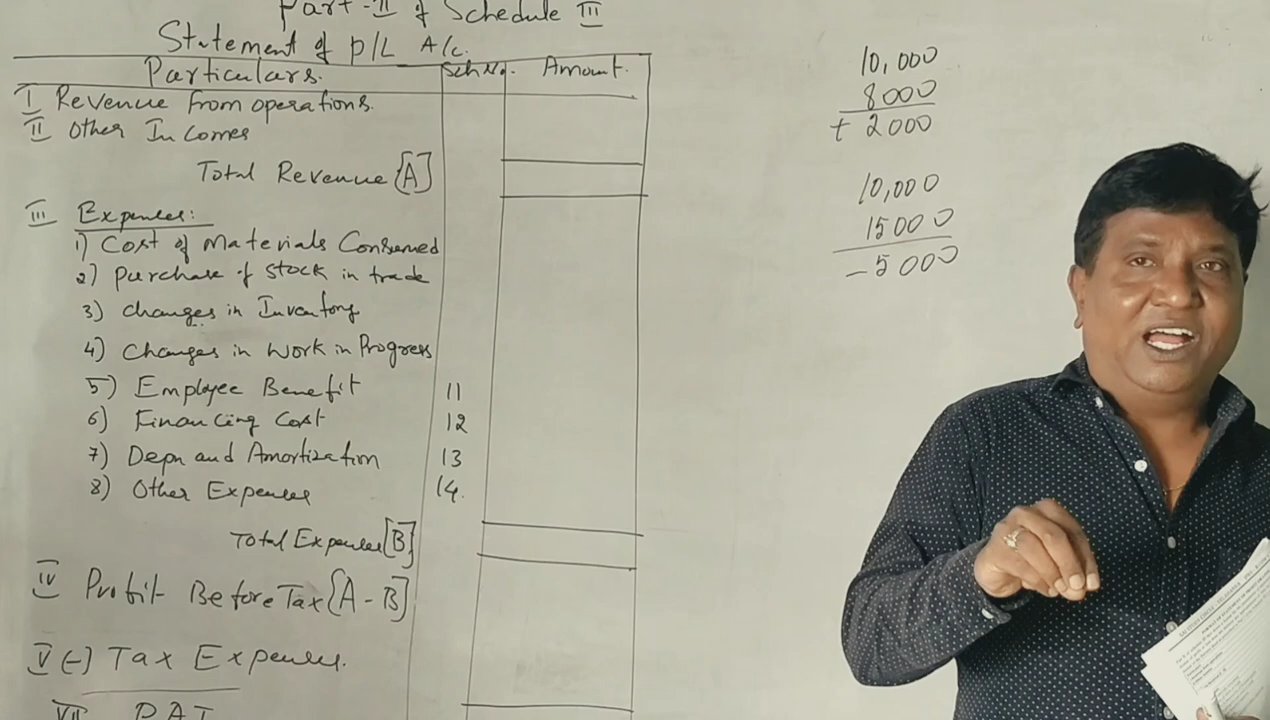 Part-II of Schedule III
Statement of P/L A/c.
Particulars. Sch No. Amount.
I Revenue from operations.
II Other Incomes
Total Revenue [A]
III Expenses:
1) Cost of Materials Consumed
2) Purchase of Stock in trade
3) Changes in Inventory
4) Changes in Work in Progress
5) Employee Benefit 11
6) Financing Cost 12
7) Depn and Amortization 13
8) Other Expenses 14.
Total Expenses [B]
IV Profit Before Tax [A-B]
V (-) Tax Expenses.
VII PAT
10,000
8000
+ 2000
10,000
15000
- 5000